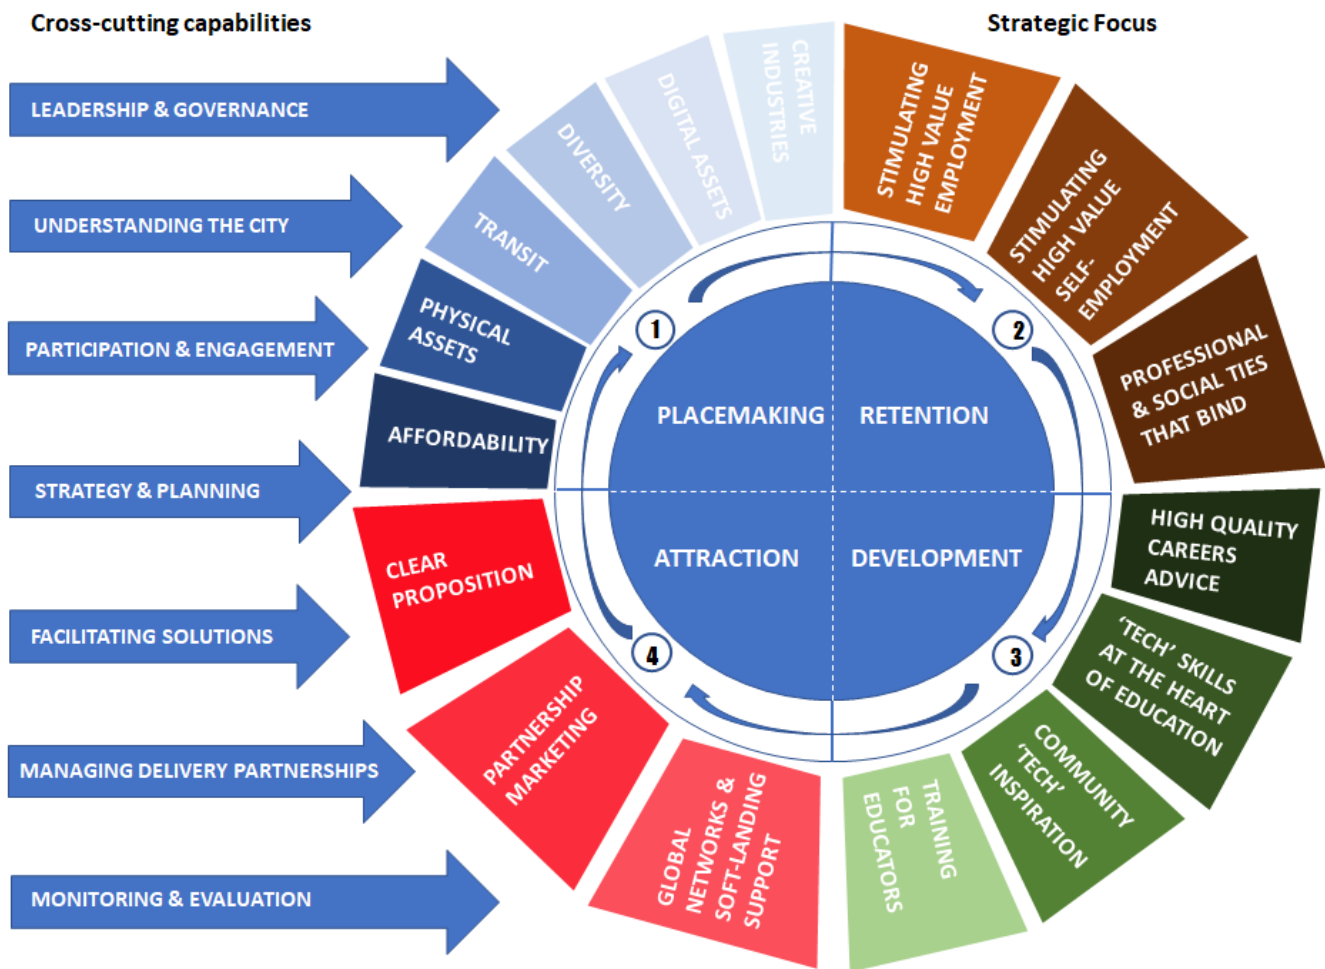 Cross-cutting capabilities
Strategic Focus
LEADERSHIP & GOVERNANCE
UNDERSTANDING THE CITY
PARTICIPATION & ENGAGEMENT
STRATEGY & PLANNING
FACILITATING SOLUTIONS
MANAGING DELIVERY PARTNERSHIPS
MONITORING & EVALUATION
AFFORDABILITY
PHYSICAL
ASSETS
TRANSIT
DIVERSITY
DIGITAL ASSETS
CREATIVE
INDUSTRIES
STIMULATING
HIGH VALUE
EMPLOYMENT
STIMULATING
HIGH VALUE
SELF-
EMPLOYMENT
PROFESSIONAL
& SOCIAL TIES
THAT BIND
HIGH QUALITY
CAREERS
ADVICE
‘TECH’ SKILLS
AT THE HEART
OF EDUCATION
COMMUNITY
‘TECH’
INSPIRATION
TRAINING
FOR
EDUCATORS
GLOBAL
NETWORKS &
SOFT-LANDING
SUPPORT
PARTNERSHIP
MARKETING
CLEAR
PROPOSITION
1
2
3
4
PLACEMAKING
RETENTION
ATTRACTION
DEVELOPMENT